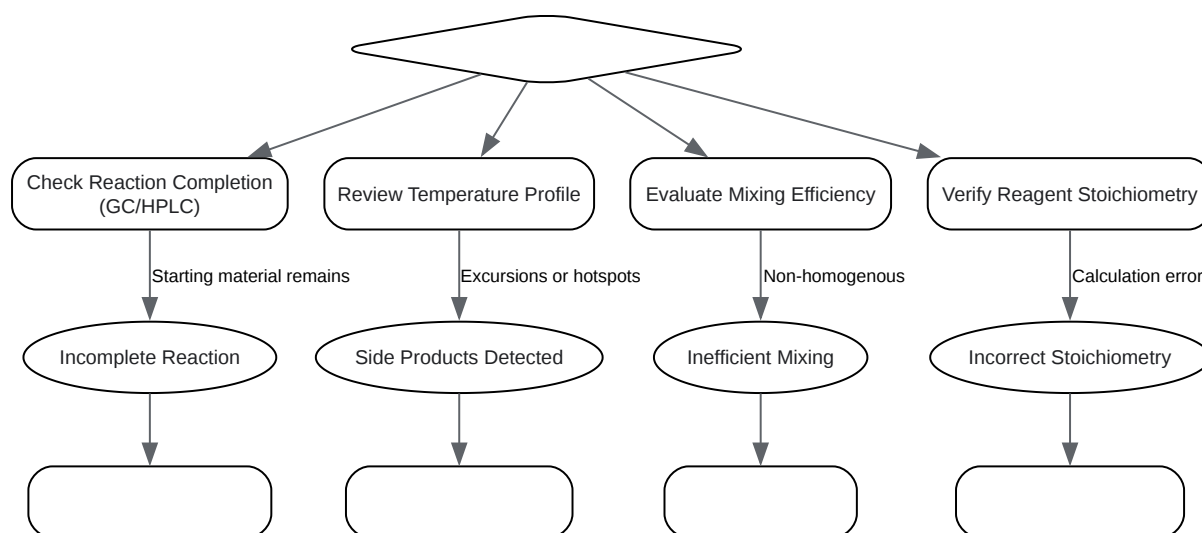 Check Reaction Completion
(GC/HPLC)
Review Temperature Profile
Evaluate Mixing Efficiency
Verify Reagent Stoichiometry
Starting material remains
Excursions or hotspots
Non-homogenous
Calculation error
Incomplete Reaction
Side Products Detected
Inefficient Mixing
Incorrect Stoichiometry